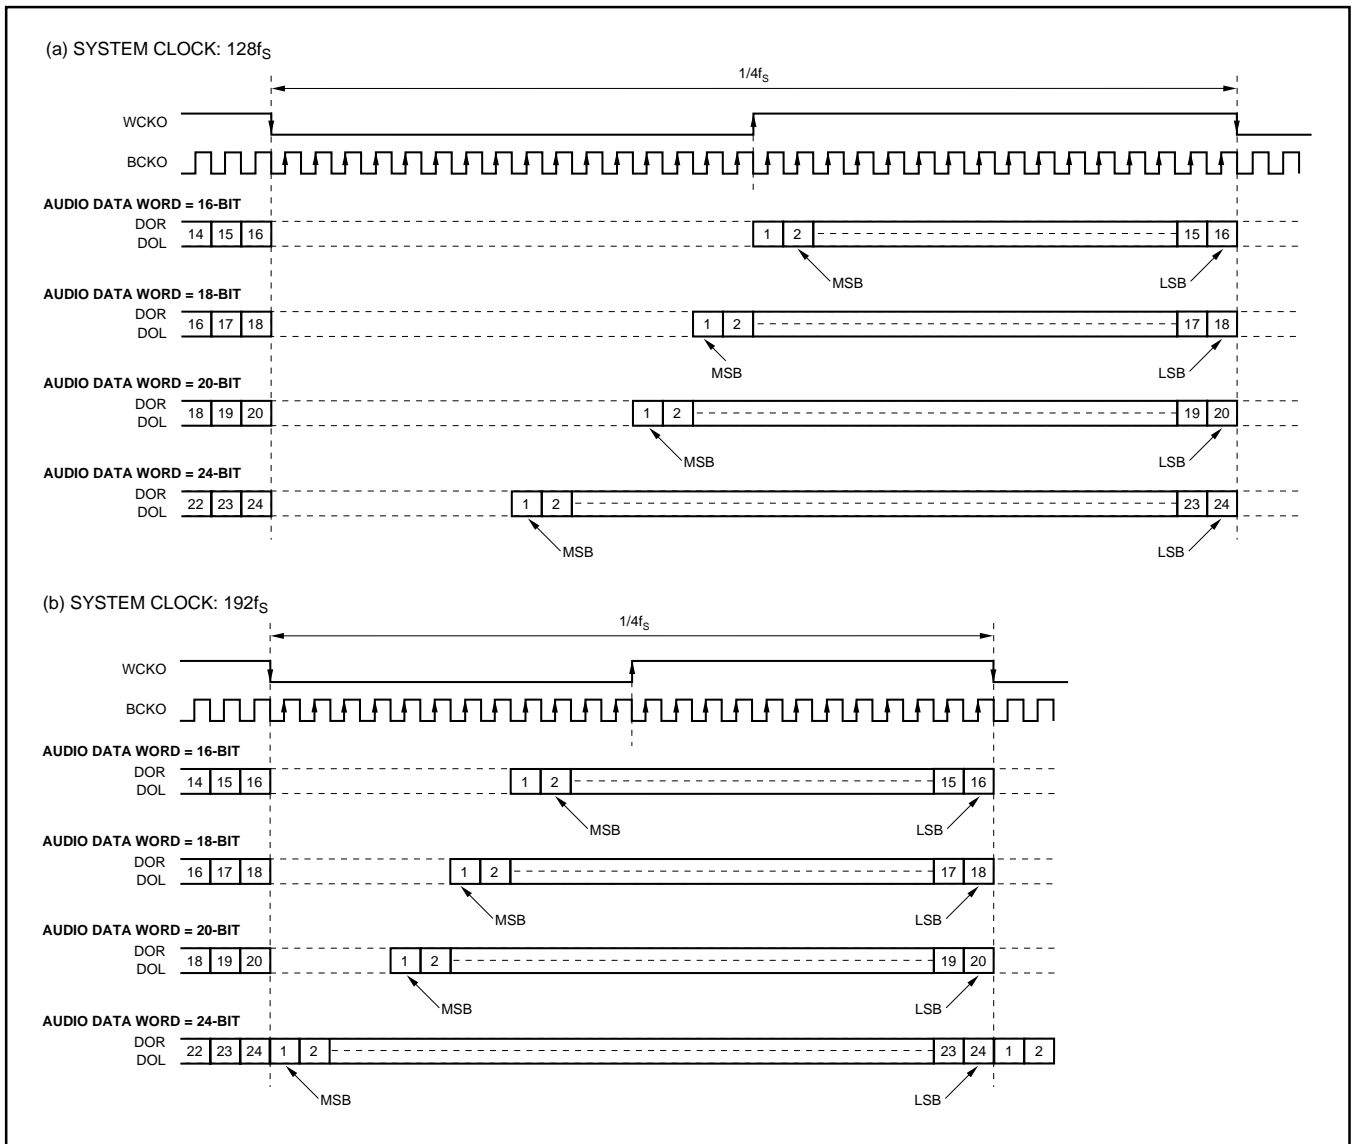 (a) SYSTEM CLOCK: 128fS
1/4fS
WCKO
BCKO
AUDIO DATA WORD = 16-BIT
DOR
DOL
14 15 16 1 2 15 16
MSB LSB
AUDIO DATA WORD = 18-BIT
DOR
DOL
16 17 18 1 2 17 18
MSB LSB
AUDIO DATA WORD = 20-BIT
DOR
DOL
18 19 20 1 2 19 20
MSB LSB
AUDIO DATA WORD = 24-BIT
DOR
DOL
22 23 24 1 2 23 24
MSB LSB
(b) SYSTEM CLOCK: 192fS
1/4fS
WCKO
BCKO
AUDIO DATA WORD = 16-BIT
DOR
DOL
14 15 16 1 2 15 16
MSB LSB
AUDIO DATA WORD = 18-BIT
DOR
DOL
16 17 18 1 2 17 18
MSB LSB
AUDIO DATA WORD = 20-BIT
DOR
DOL
18 19 20 1 2 19 20
MSB LSB
AUDIO DATA WORD = 24-BIT
DOR
DOL
22 23 24 1 2 23 24 1 2
MSB LSB